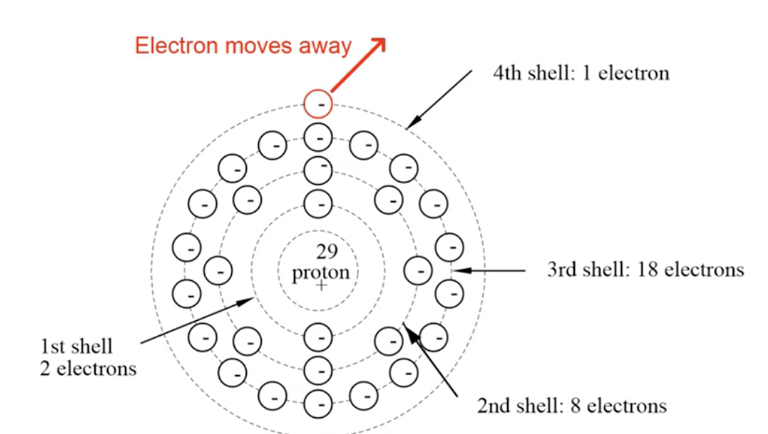 Electron moves away
4th shell: 1 electron
29
proton
+
3rd shell: 18 electrons
1st shell
2 electrons
2nd shell: 8 electrons